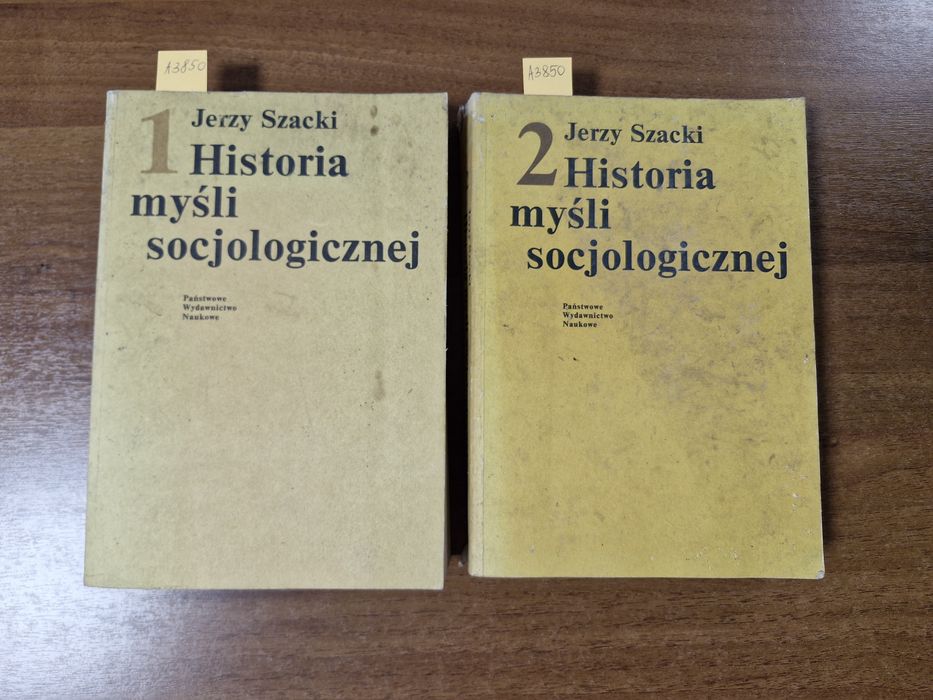 A3850
1 Jerzy Szacki
Historia
myśli
socjologicznej
Państwowe
Wydawnictwo
Naukowe
A3850
2 Jerzy Szacki
Historia
myśli
socjologicznej
Państwowe
Wydawnictwo
Naukowe